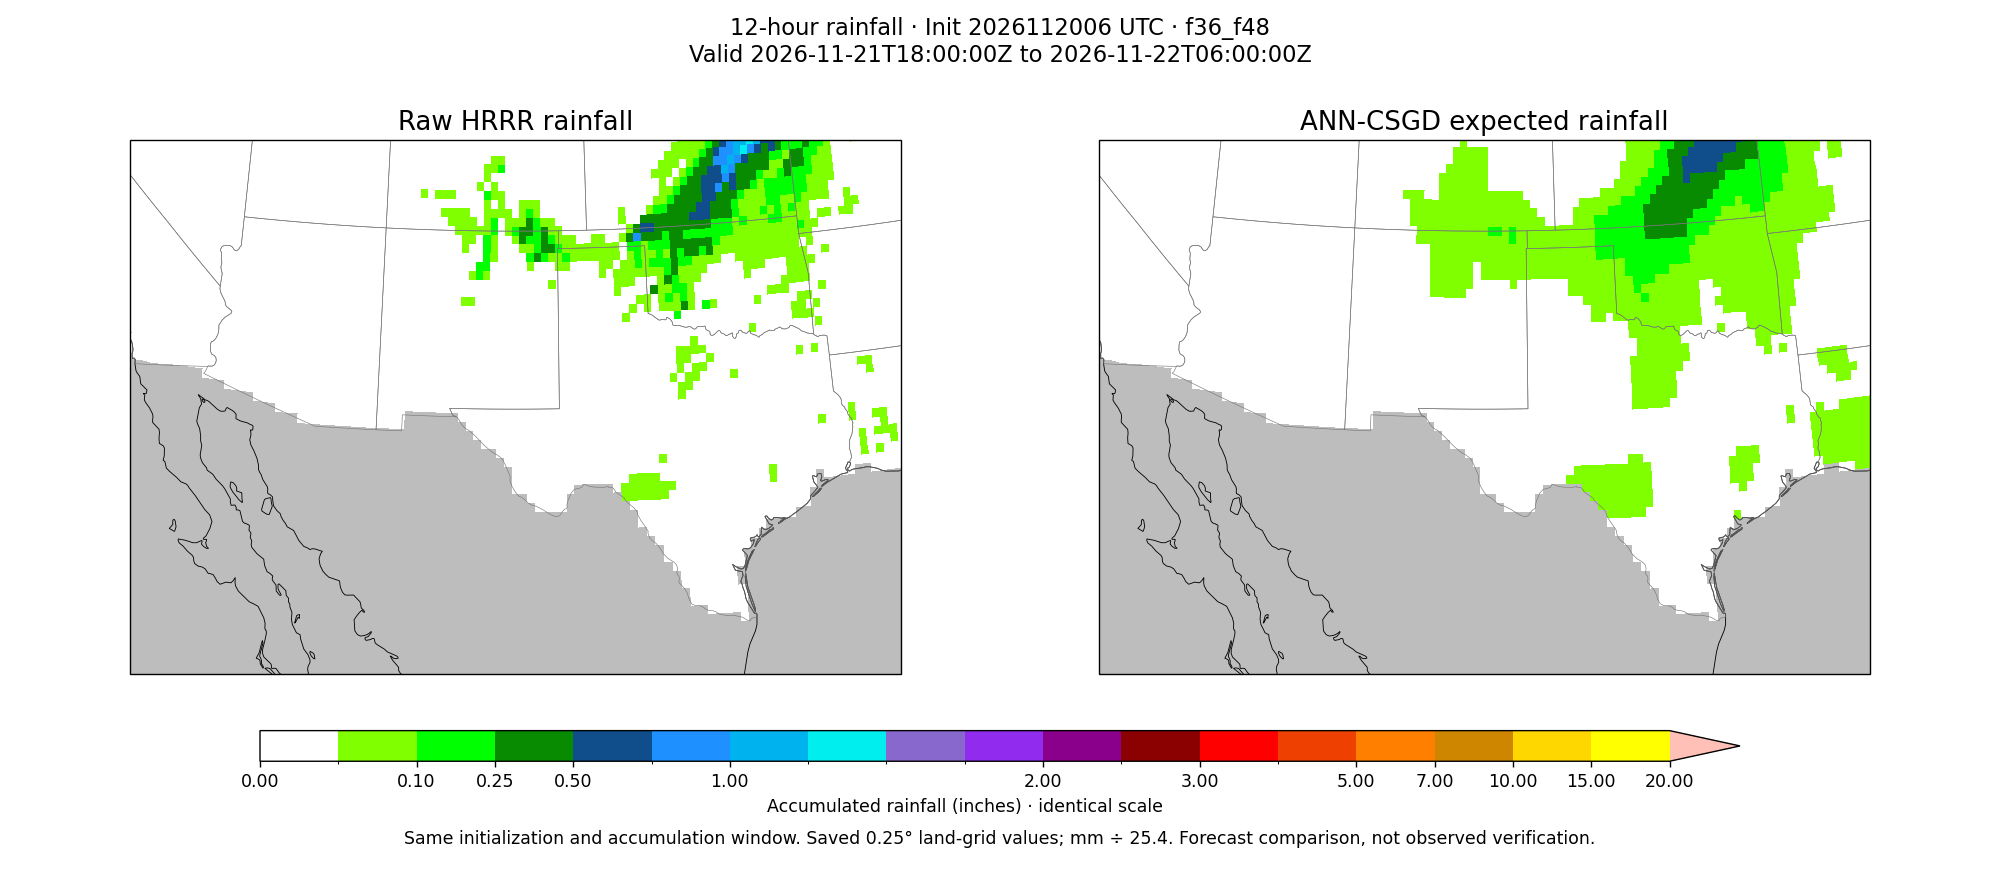 12-hour rainfall · Init 2026112006 UTC · f36_f48
Valid 2026-11-21T18:00:00Z to 2026-11-22T06:00:00Z
Raw HRRR rainfall
ANN-CSGD expected rainfall
0.00 0.10 0.25 0.50 1.00 2.00 3.00 5.00 7.00 10.00 15.00 20.00
Accumulated rainfall (inches) · identical scale
Same initialization and accumulation window. Saved 0.25° land-grid values; mm ÷ 25.4. Forecast comparison, not observed verification.